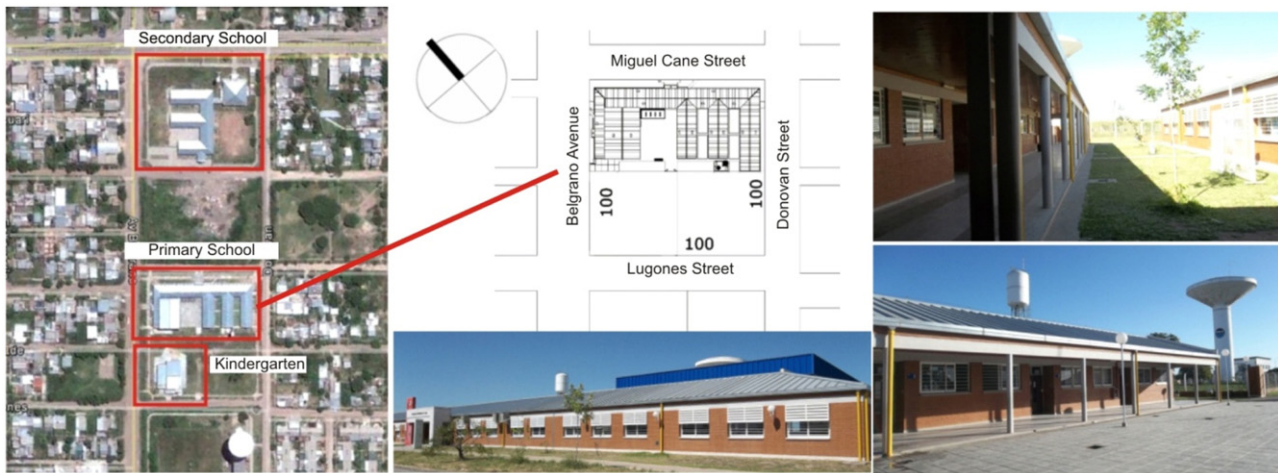 Secondary School
Primary School
Kindergarten
Miguel Cane Street
Belgrano Avenue
Donovan Street
100
100
100
Lugones Street